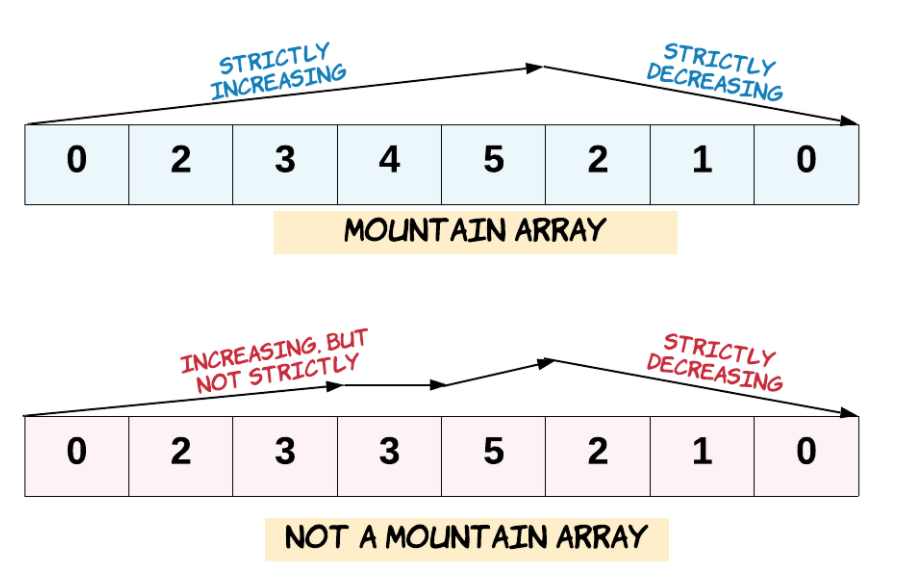 STRICTLY
INCREASING
STRICTLY
DECREASING
0 2 3 4 5 2 1 0
MOUNTAIN ARRAY
INCREASING, BUT
NOT STRICTLY
STRICTLY
DECREASING
0 2 3 3 5 2 1 0
NOT A MOUNTAIN ARRAY